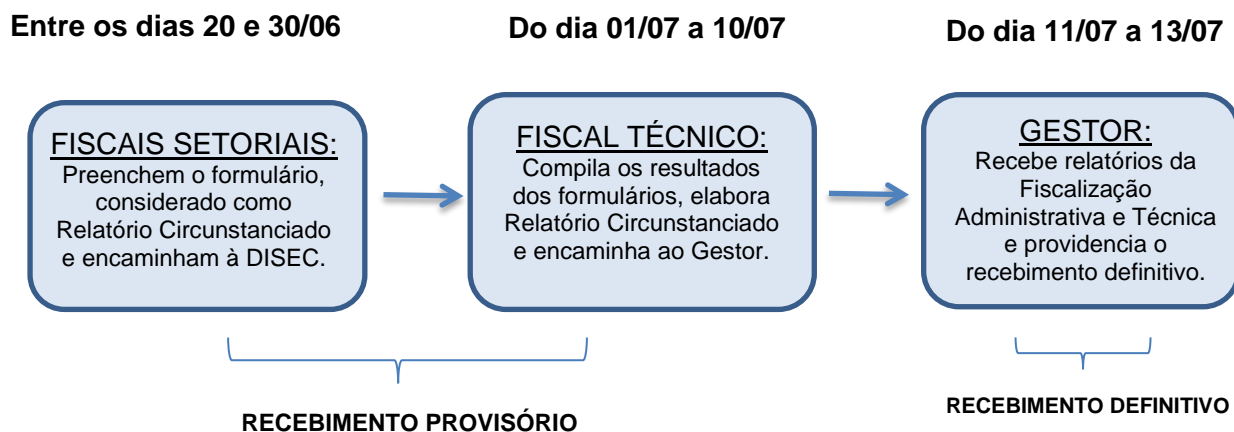 Entre os dias 20 e 30/06
Do dia 01/07 a 10/07
Do dia 11/07 a 13/07
FISCAIS SETORIAIS:
Preenchem o formulário,
considerado como
Relatório Circunstanciado
e encaminham à DISEC.
FISCAL TÉCNICO:
Compila os resultados
dos formulários, elabora
Relatório Circunstanciado
e encaminha ao Gestor.
GESTOR:
Recebe relatórios da
Fiscalização
Administrativa e Técnica
e providencia o
recebimento definitivo.
RECEBIMENTO PROVISÓRIO
RECEBIMENTO DEFINITIVO